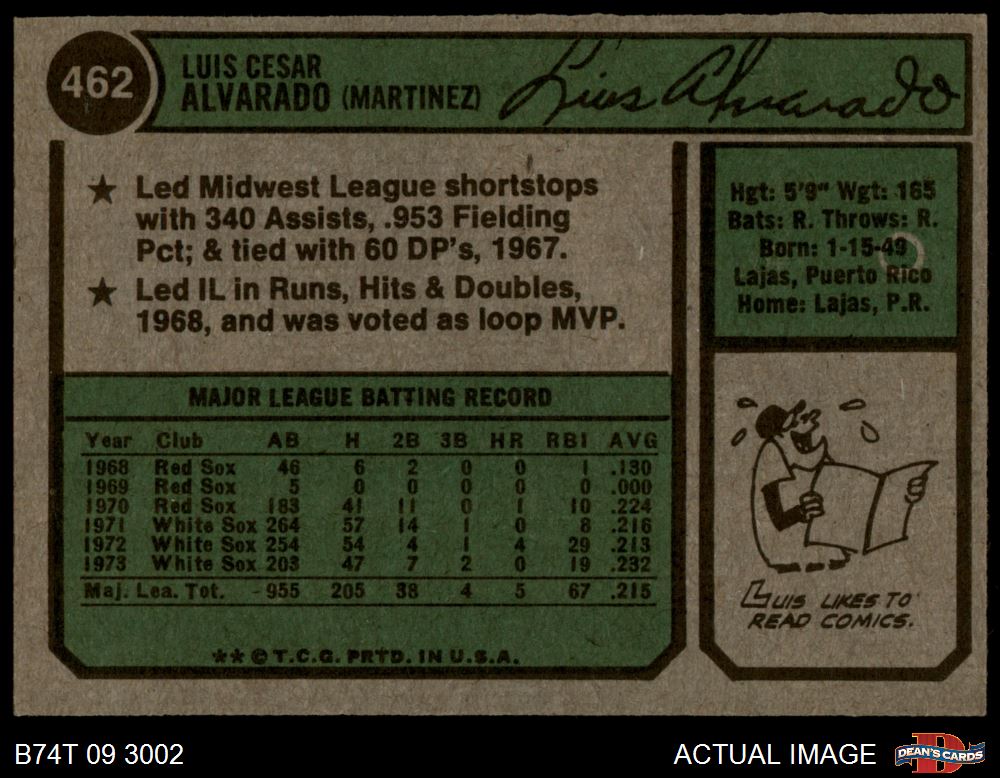 462
LUIS CESAR
ALVARADO (MARTINEZ)
Luis Alvarado
★ Led Midwest League shortstops
with 340 Assists, .953 Fielding
Pct; & tied with 60 DP's, 1967.
★ Led IL in Runs, Hits & Doubles,
1968, and was voted as loop MVP.
Hgt: 5'9" Wgt: 165
Bats: R. Throws: R.
Born: 1-15-49
Lajas, Puerto Rico
Home: Lajas, P.R.
MAJOR LEAGUE BATTING RECORD
Year Club AB H 2B 3B HR RBI AVG
1968 Red Sox 46 6 2 0 0 1 .130
1969 Red Sox 5 0 0 0 0 0 .000
1970 Red Sox 183 41 11 0 1 10 .224
1971 White Sox 264 57 14 1 0 8 .216
1972 White Sox 254 54 4 1 4 29 .213
1973 White Sox 203 47 7 2 0 19 .232
Maj. Lea. Tot. 955 205 38 4 5 67 .215
**© T.C.G. PRTD. IN U.S.A.
LUIS LIKES TO
READ COMICS.
B74T 09 3002
ACTUAL IMAGE
DEAN'S CARDS